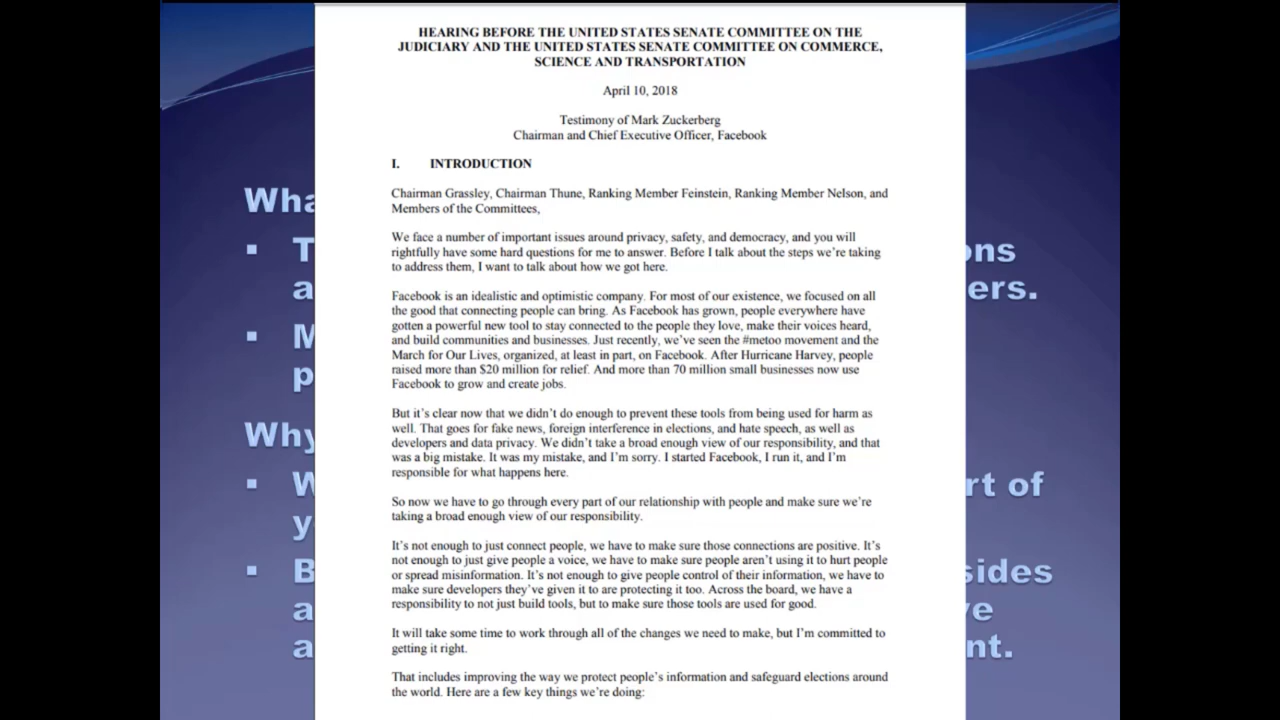 HEARING BEFORE THE UNITED STATES SENATE COMMITTEE ON THE
JUDICIARY AND THE UNITED STATES SENATE COMMITTEE ON COMMERCE,
SCIENCE AND TRANSPORTATION
April 10, 2018
Testimony of Mark Zuckerberg
Chairman and Chief Executive Officer, Facebook
I. INTRODUCTION
Chairman Grassley, Chairman Thune, Ranking Member Feinstein, Ranking Member Nelson, and
Members of the Committees,
We face a number of important issues around privacy, safety, and democracy, and you will
rightfully have some hard questions for me to answer. Before I talk about the steps we're taking
to address them, I want to talk about how we got here.
Facebook is an idealistic and optimistic company. For most of our existence, we focused on all
the good that connecting people can bring. As Facebook has grown, people everywhere have
gotten a powerful new tool to stay connected to the people they love, make their voices heard,
and build communities and businesses. Just recently, we've seen the #metoo movement and the
March for Our Lives, organized, at least in part, on Facebook. After Hurricane Harvey, people
raised more than $20 million for relief. And more than 70 million small businesses now use
Facebook to grow and create jobs.
But it's clear now that we didn't do enough to prevent these tools from being used for harm as
well. That goes for fake news, foreign interference in elections, and hate speech, as well as
developers and data privacy. We didn't take a broad enough view of our responsibility, and that
was a big mistake. It was my mistake, and I'm sorry. I started Facebook, I run it, and I'm
responsible for what happens here.
So now we have to go through every part of our relationship with people and make sure we're
taking a broad enough view of our responsibility.
It's not enough to just connect people, we have to make sure those connections are positive. It's
not enough to just give people a voice, we have to make sure people aren't using it to hurt people
or spread misinformation. It's not enough to give people control of their information, we have to
make sure developers they've given it to are protecting it too. Across the board, we have a
responsibility to not just build tools, but to make sure those tools are used for good.
It will take some time to work through all of the changes we need to make, but I'm committed to
getting it right.
That includes improving the way we protect people's information and safeguard elections around
the world. Here are a few key things we're doing:
Wha
▪ T
a
▪ M
p
Why
▪ W
y
▪ B
a
a
ons
ers.
rt of
sides
ve
nt.